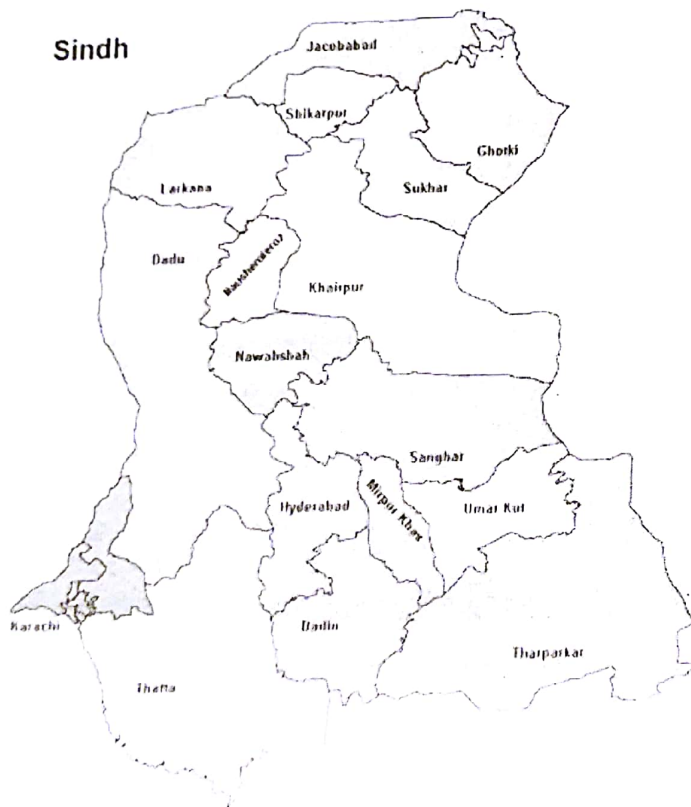 Sindh
Jacobabad
Shikarpur
Ghotki
Larkana
Sukhar
Dadu
Naushehroferoz
Khairpur
Nawabshah
Sanghar
Hyderabad
Mirpur Khas
Umar Kot
Karachi
Badin
Tharparkar
Thatta